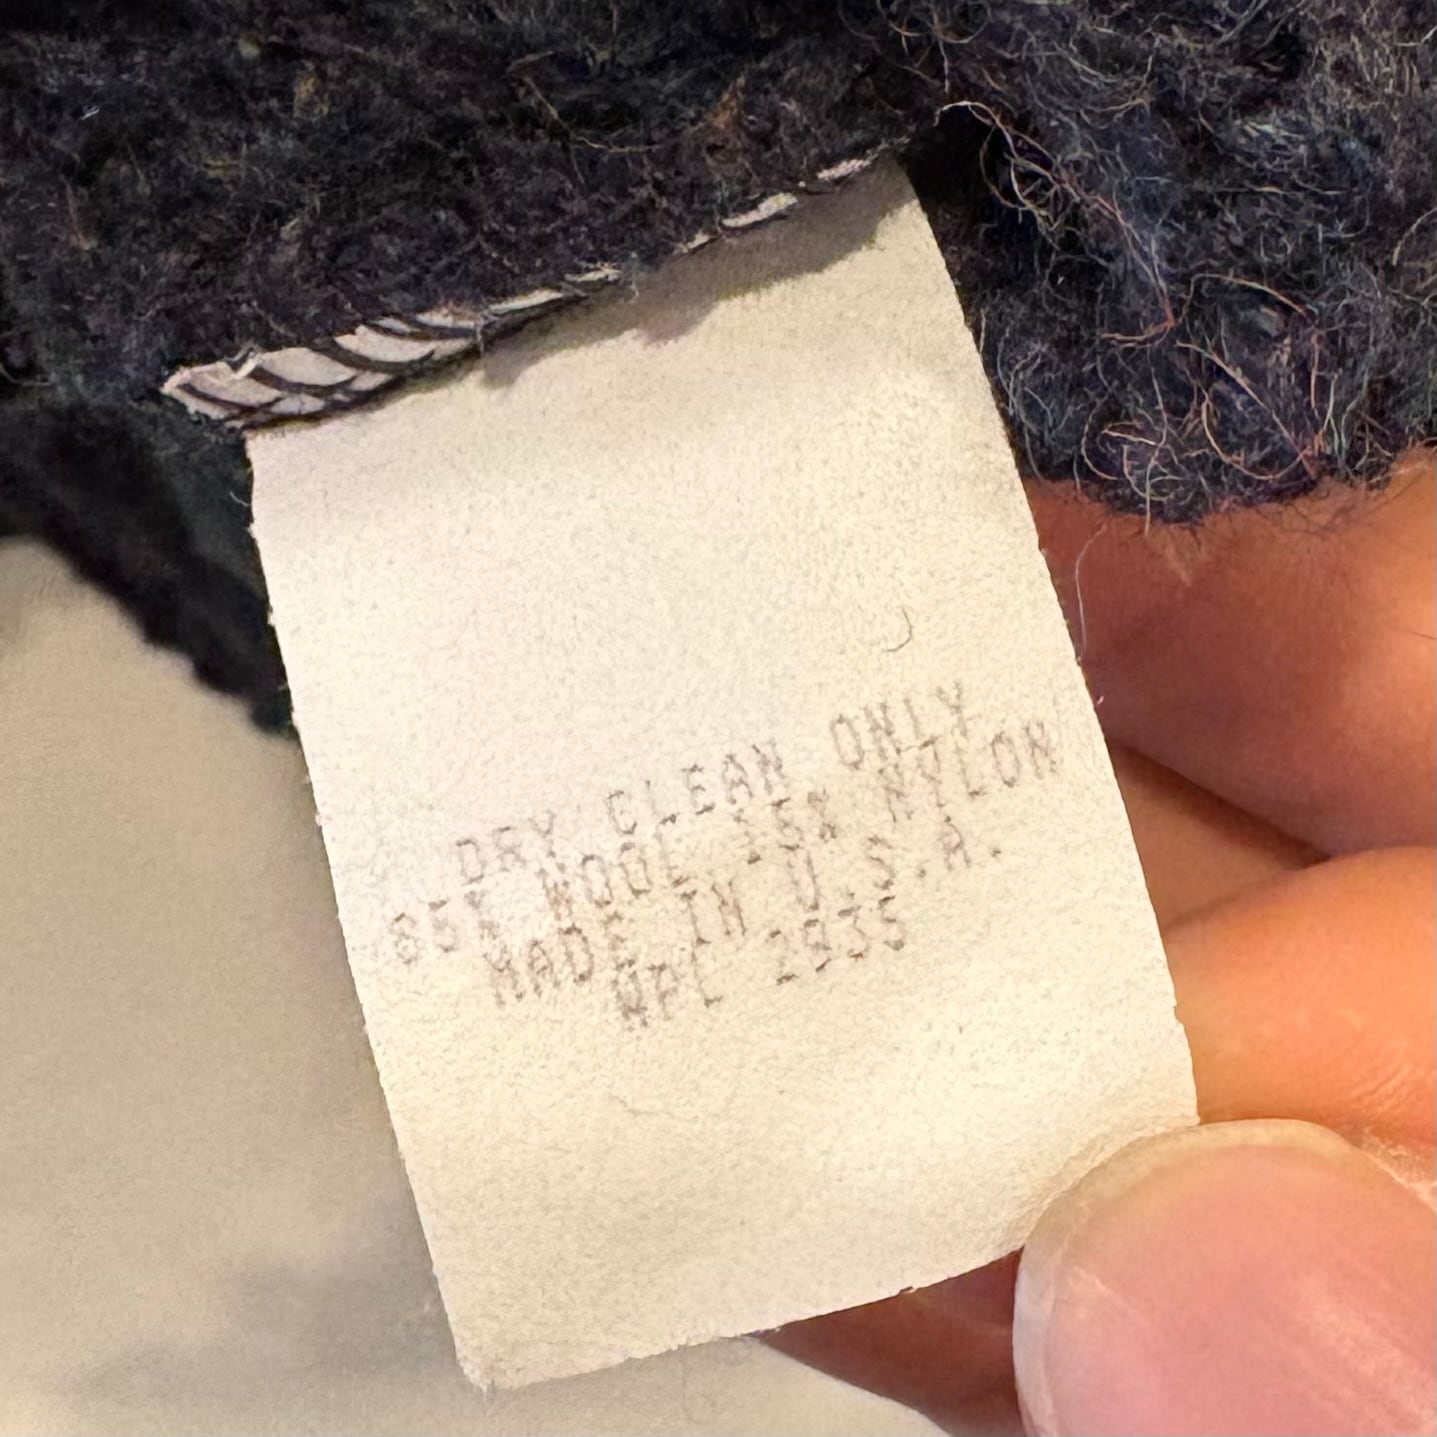 DRY CLEAN ONLY
85% WOOL 15% NYLON
MADE IN U.S.A.
WPL 2935